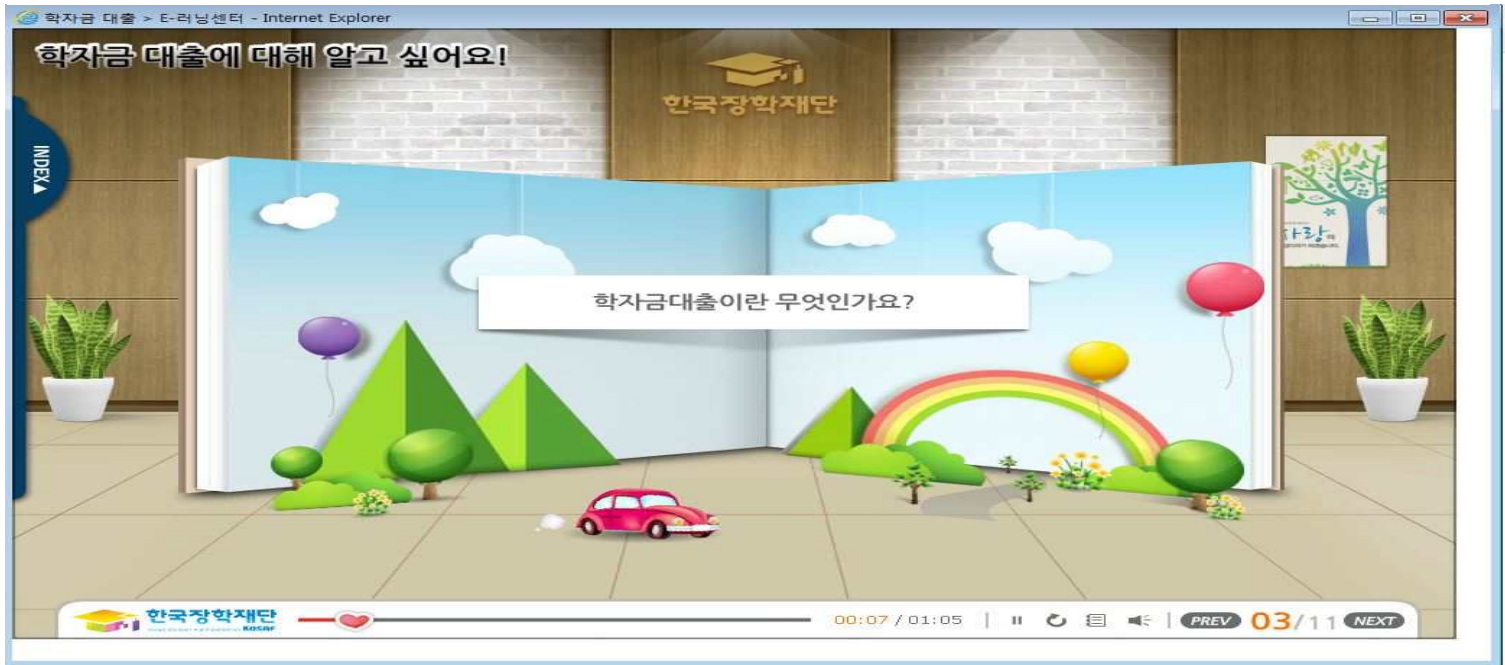 학자금 대출 > E-러닝센터 - Internet Explorer
학자금 대출에 대해 알고 싶어요!
한국장학재단
INDEX▲
사랑
학자금대출이란 무엇인가요?
한국장학재단
KOSAF
00:07 / 01:05
PREV 03/11 NEXT